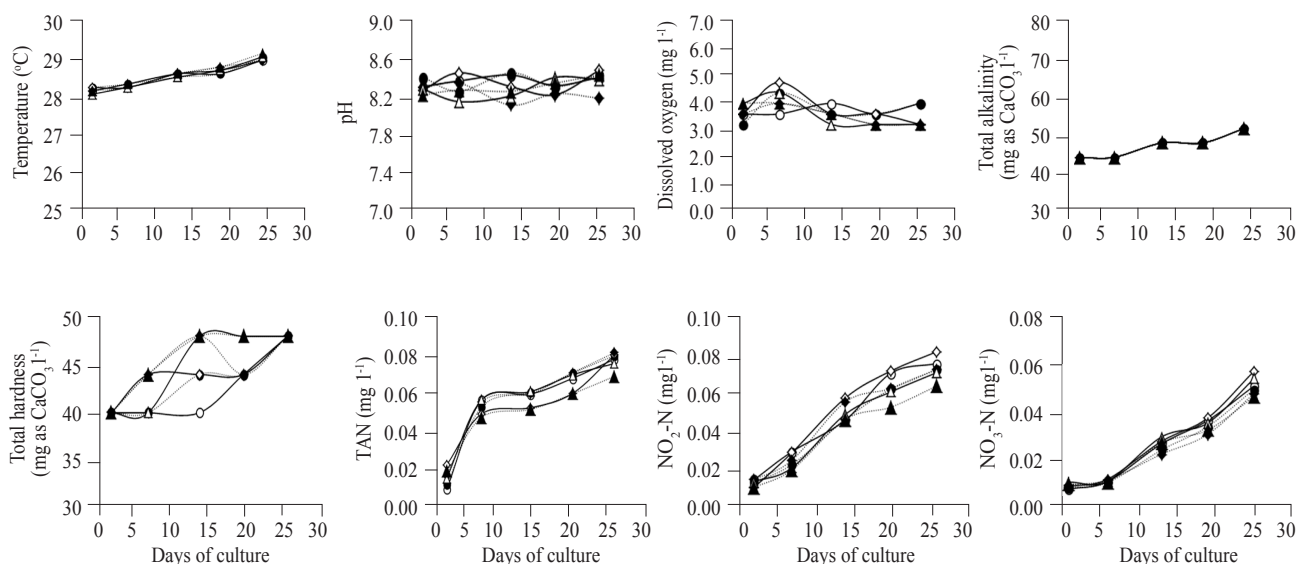 Temperature (°C)
30
29
28
27
26
25
0 5 10 15 20 25 30
pH
9.0
8.6
8.2
7.8
7.4
7.0
0 5 10 15 20 25 30
Dissolved oxygen (mg l⁻¹)
7.0
6.0
5.0
4.0
3.0
2.0
1.0
0.0
0 5 10 15 20 25 30
Total alkalinity
(mg as CaCO₃l⁻¹)
80
70
60
50
40
30
0 5 10 15 20 25 30
Total hardness
(mg as CaCO₃l⁻¹)
50
45
40
35
30
0 5 10 15 20 25 30
Days of culture
TAN (mg l⁻¹)
0.10
0.08
0.06
0.04
0.02
0.00
0 5 10 15 20 25 30
Days of culture
NO₂-N (mgl⁻¹)
0.10
0.08
0.06
0.04
0.02
0.00
0 5 10 15 20 25 30
Days of culture
NO₃-N (mgl⁻¹)
0.08
0.06
0.04
0.02
0.00
0 5 10 15 20 25 30
Days of culture